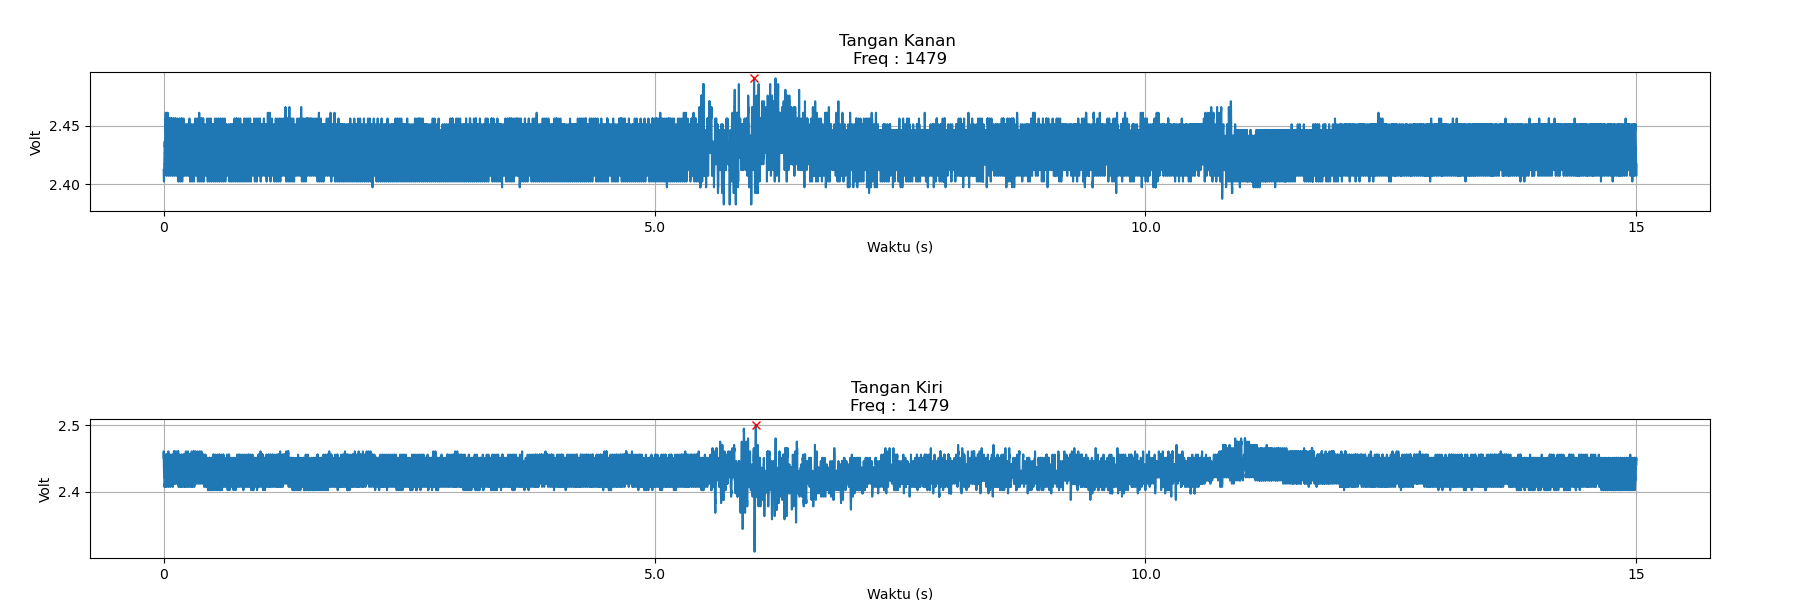 Tangan Kanan
Freq : 1479
Volt
2.45
2.40
0 5.0 10.0 15
Waktu (s)
Tangan Kiri
Freq :  1479
Volt
2.5
2.4
0 5.0 10.0 15
Waktu (s)